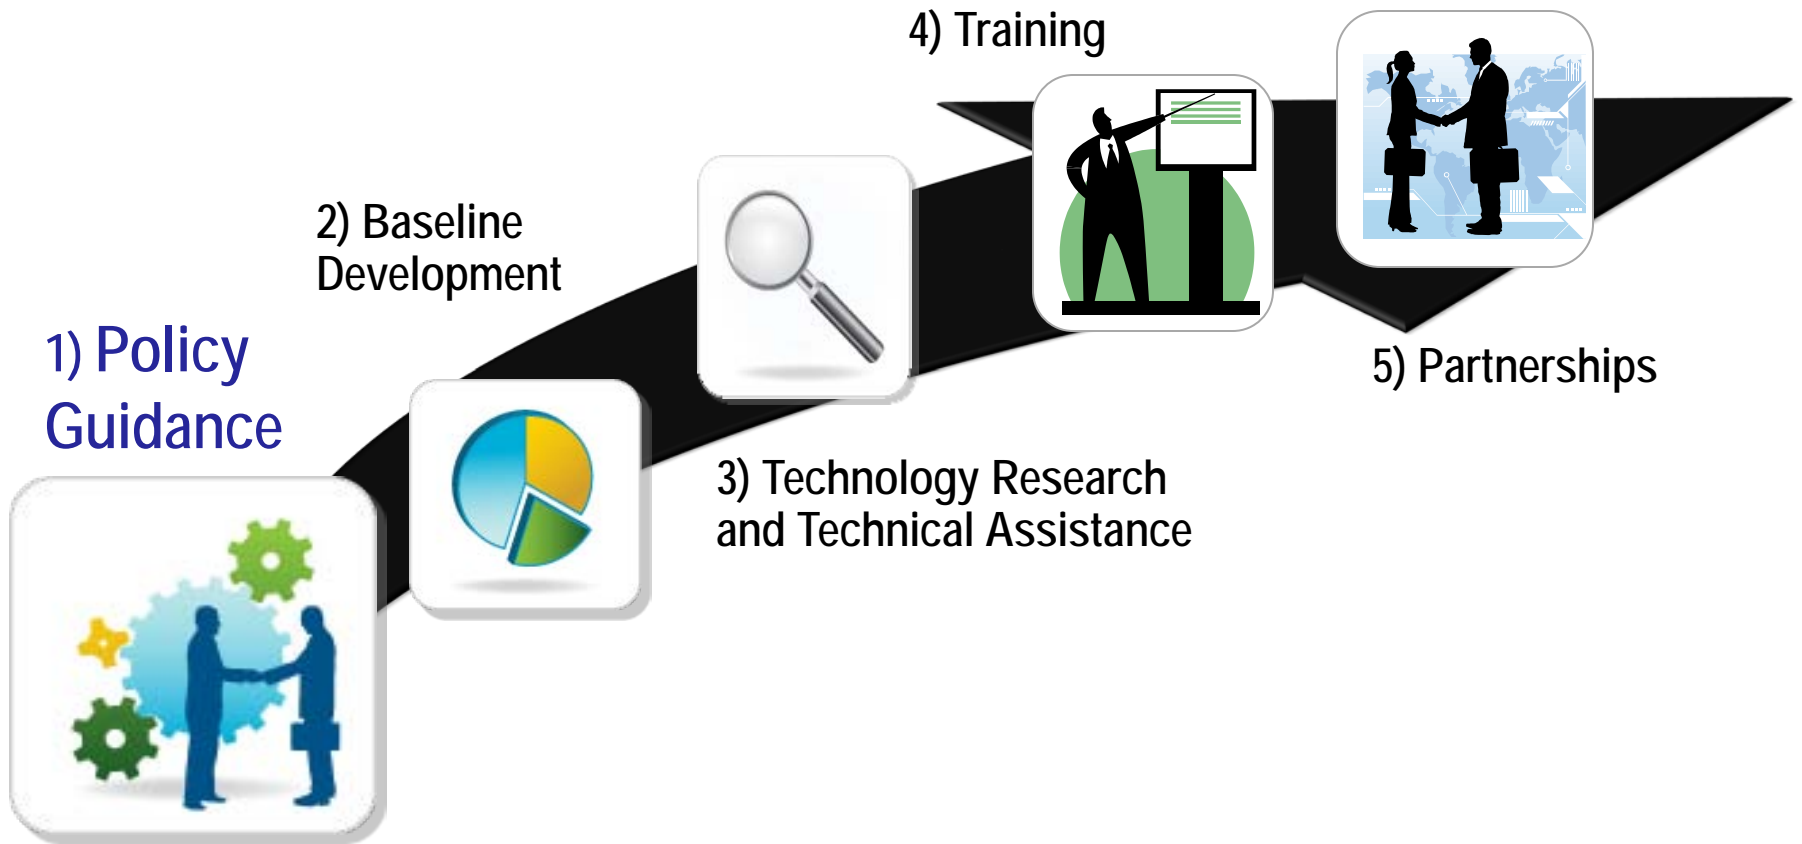 1) Policy
Guidance
2) Baseline
Development
3) Technology Research
and Technical Assistance
4) Training
5) Partnerships